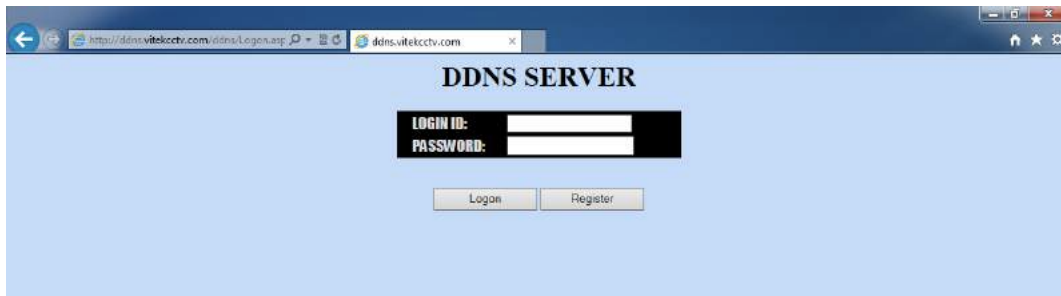 http://ddns.vitekcctv.com/ddns/Logon.asp
ddns.vitekcctv.com
DDNS SERVER
LOGIN ID:
PASSWORD:
Logon
Register